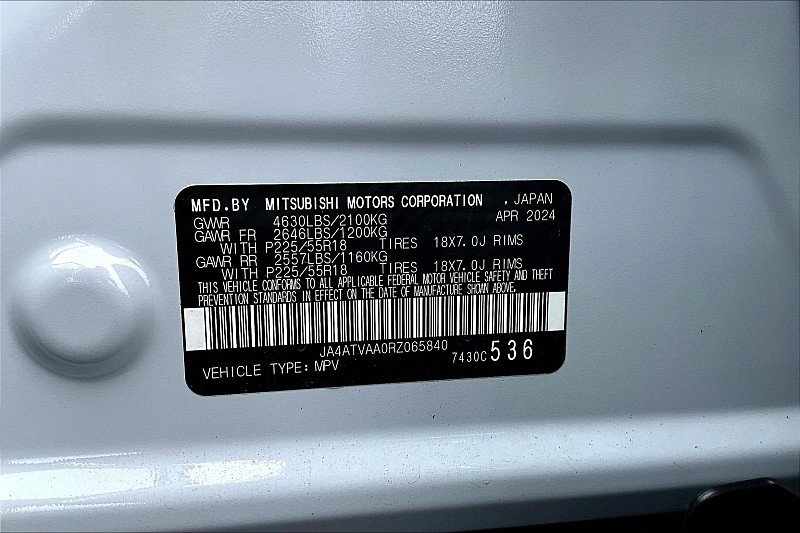 MFD.BY MITSUBISHI MOTORS CORPORATION , JAPAN
GVWR 4630LBS/2100KG APR 2024
GAWR FR 2646LBS/1200KG
WITH P225/55R18 TIRES 18X7.0J RIMS
GAWR RR 2557LBS/1160KG
WITH P225/55R18 TIRES 18X7.0J RIMS
THIS VEHICLE CONFORMS TO ALL APPLICABLE FEDERAL MOTOR VEHICLE SAFETY AND THEFT
PREVENTION STANDARDS IN EFFECT ON THE DATE OF MANUFACTURE SHOWN ABOVE.
JA4ATVAA0RZ065840
7430C 536
VEHICLE TYPE: MPV